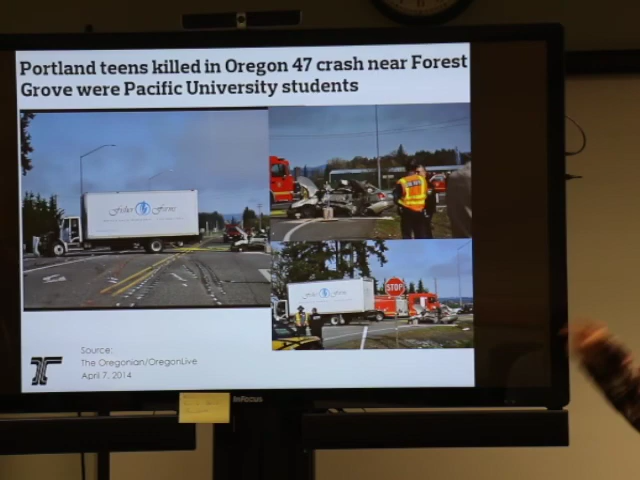 Portland teens killed in Oregon 47 crash near Forest
Grove were Pacific University students
STOP
Source:
The Oregonian/OregonLive
April 7, 2014
InFocus